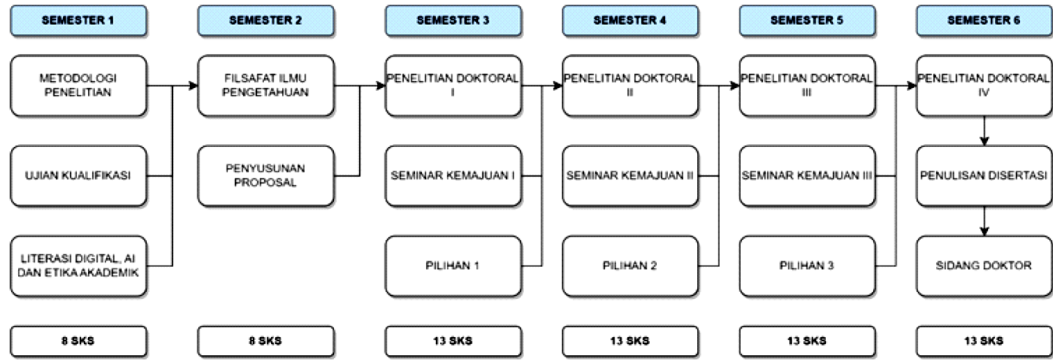 SEMESTER 1
SEMESTER 2
SEMESTER 3
SEMESTER 4
SEMESTER 5
SEMESTER 6
METODOLOGI
PENELITIAN
FILSAFAT ILMU
PENGETAHUAN
PENELITIAN DOKTORAL
I
PENELITIAN DOKTORAL
II
PENELITIAN DOKTORAL
III
PENELITIAN DOKTORAL
IV
UJIAN KUALIFIKASI
PENYUSUNAN
PROPOSAL
SEMINAR KEMAJUAN I
SEMINAR KEMAJUAN II
SEMINAR KEMAJUAN III
PENULISAN DISERTASI
LITERASI DIGITAL, AI
DAN ETIKA AKADEMIK
PILIHAN 1
PILIHAN 2
PILIHAN 3
SIDANG DOKTOR
8 SKS
8 SKS
13 SKS
13 SKS
13 SKS
13 SKS